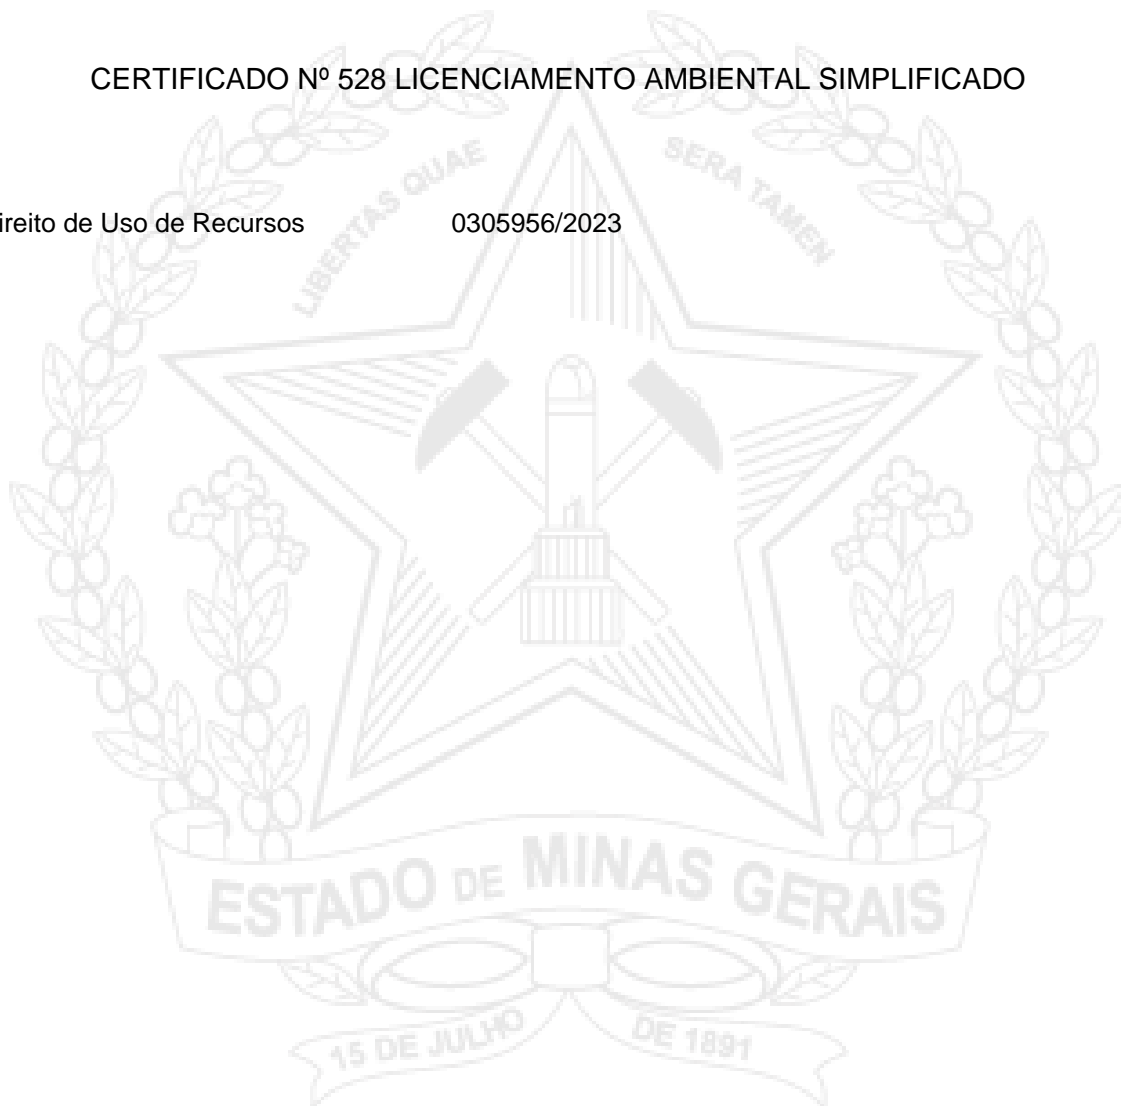 CERTIFICADO Nº 528 LICENCIAMENTO AMBIENTAL SIMPLIFICADO
LIBERTAS QUAE SERA TAMEN
ireito de Uso de Recursos 0305956/2023
ESTADO DE MINAS GERAIS
15 DE JULHO DE 1891